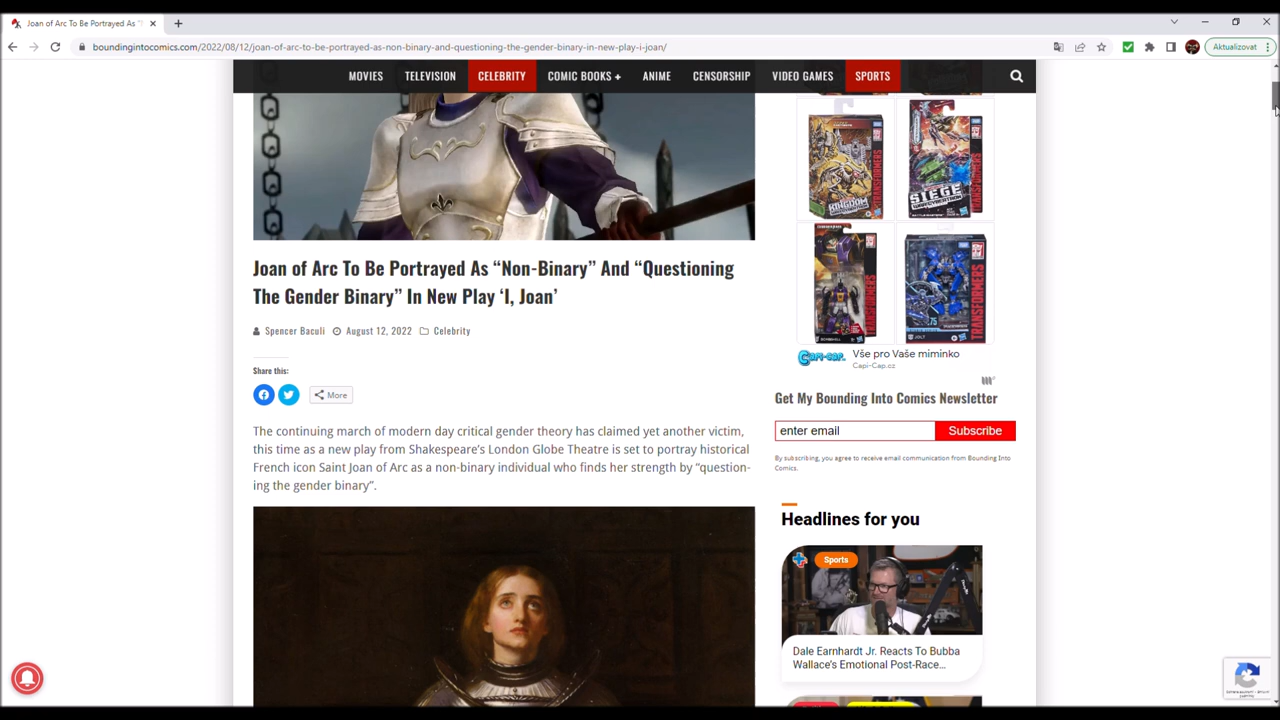 Joan of Arc To Be Portrayed As "
boundingintocomics.com/2022/08/12/joan-of-arc-to-be-portrayed-as-non-binary-and-questioning-the-gender-binary-in-new-play-i-joan/
Aktualizovat
MOVIES TELEVISION CELEBRITY COMIC BOOKS + ANIME CENSORSHIP VIDEO GAMES SPORTS
KINGDOM
TRANSFORMERS
SIEGE
TRANSFORMERS
TRANSFORMERS
75
JOLT
TRANSFORMERS
Capi-cap.
Vše pro Vaše miminko
Capi-Cap.cz
Joan of Arc To Be Portrayed As “Non-Binary” And “Questioning
The Gender Binary” In New Play ‘I, Joan’
Spencer Baculi August 12, 2022 Celebrity
Share this:
More
The continuing march of modern day critical gender theory has claimed yet another victim,
this time as a new play from Shakespeare’s London Globe Theatre is set to portray historical
French icon Saint Joan of Arc as a non-binary individual who finds her strength by “question-
ing the gender binary”.
Get My Bounding Into Comics Newsletter
enter email
Subscribe
By subscribing, you agree to receive email communication from Bounding Into
Comics.
Headlines for you
Sports
Dale Earnhardt Jr. Reacts To Bubba
Wallace’s Emotional Post-Race...